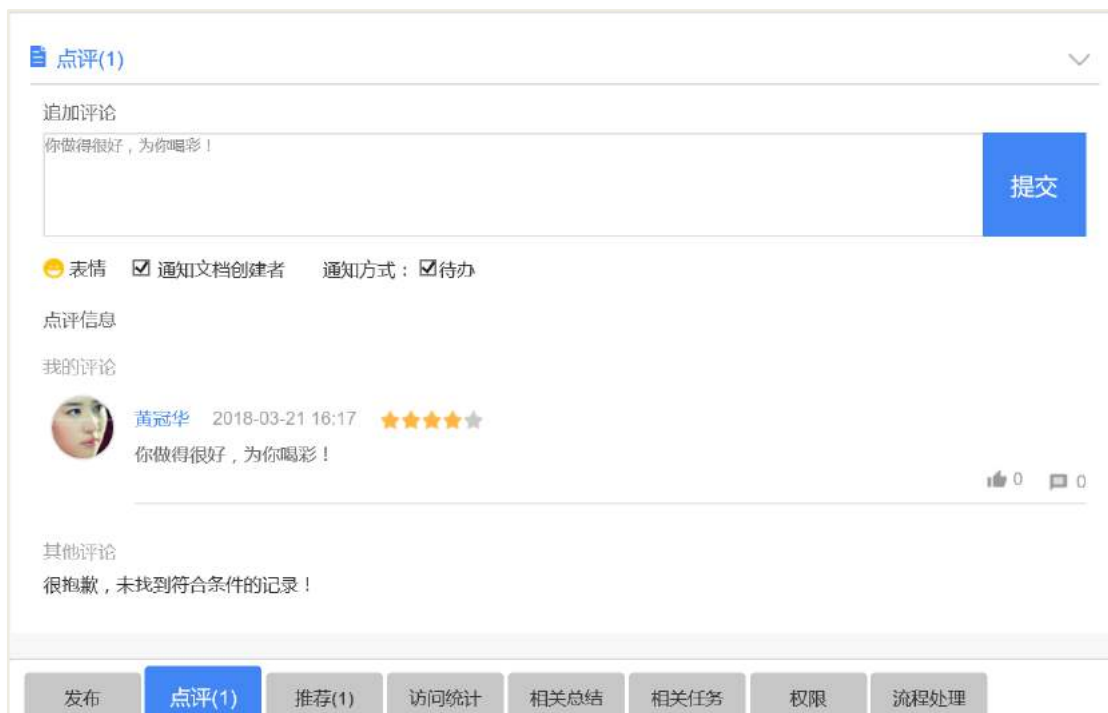 点评(1)
追加评论
你做得很好，为你喝彩！
提交
表情 通知文档创建者 通知方式： 待办
点评信息
我的评论
黄冠华 2018-03-21 16:17
你做得很好，为你喝彩！
0 0
其他评论
很抱歉，未找到符合条件的记录！
发布 点评(1) 推荐(1) 访问统计 相关总结 相关任务 权限 流程处理